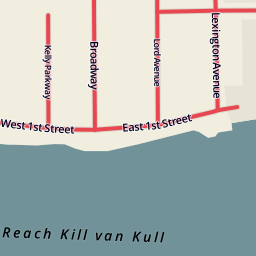 Kelly Parkway
Broadway
Lord Avenue
Lexington Avenue
West 1st Street
East 1st Street
Reach Kill van Kull